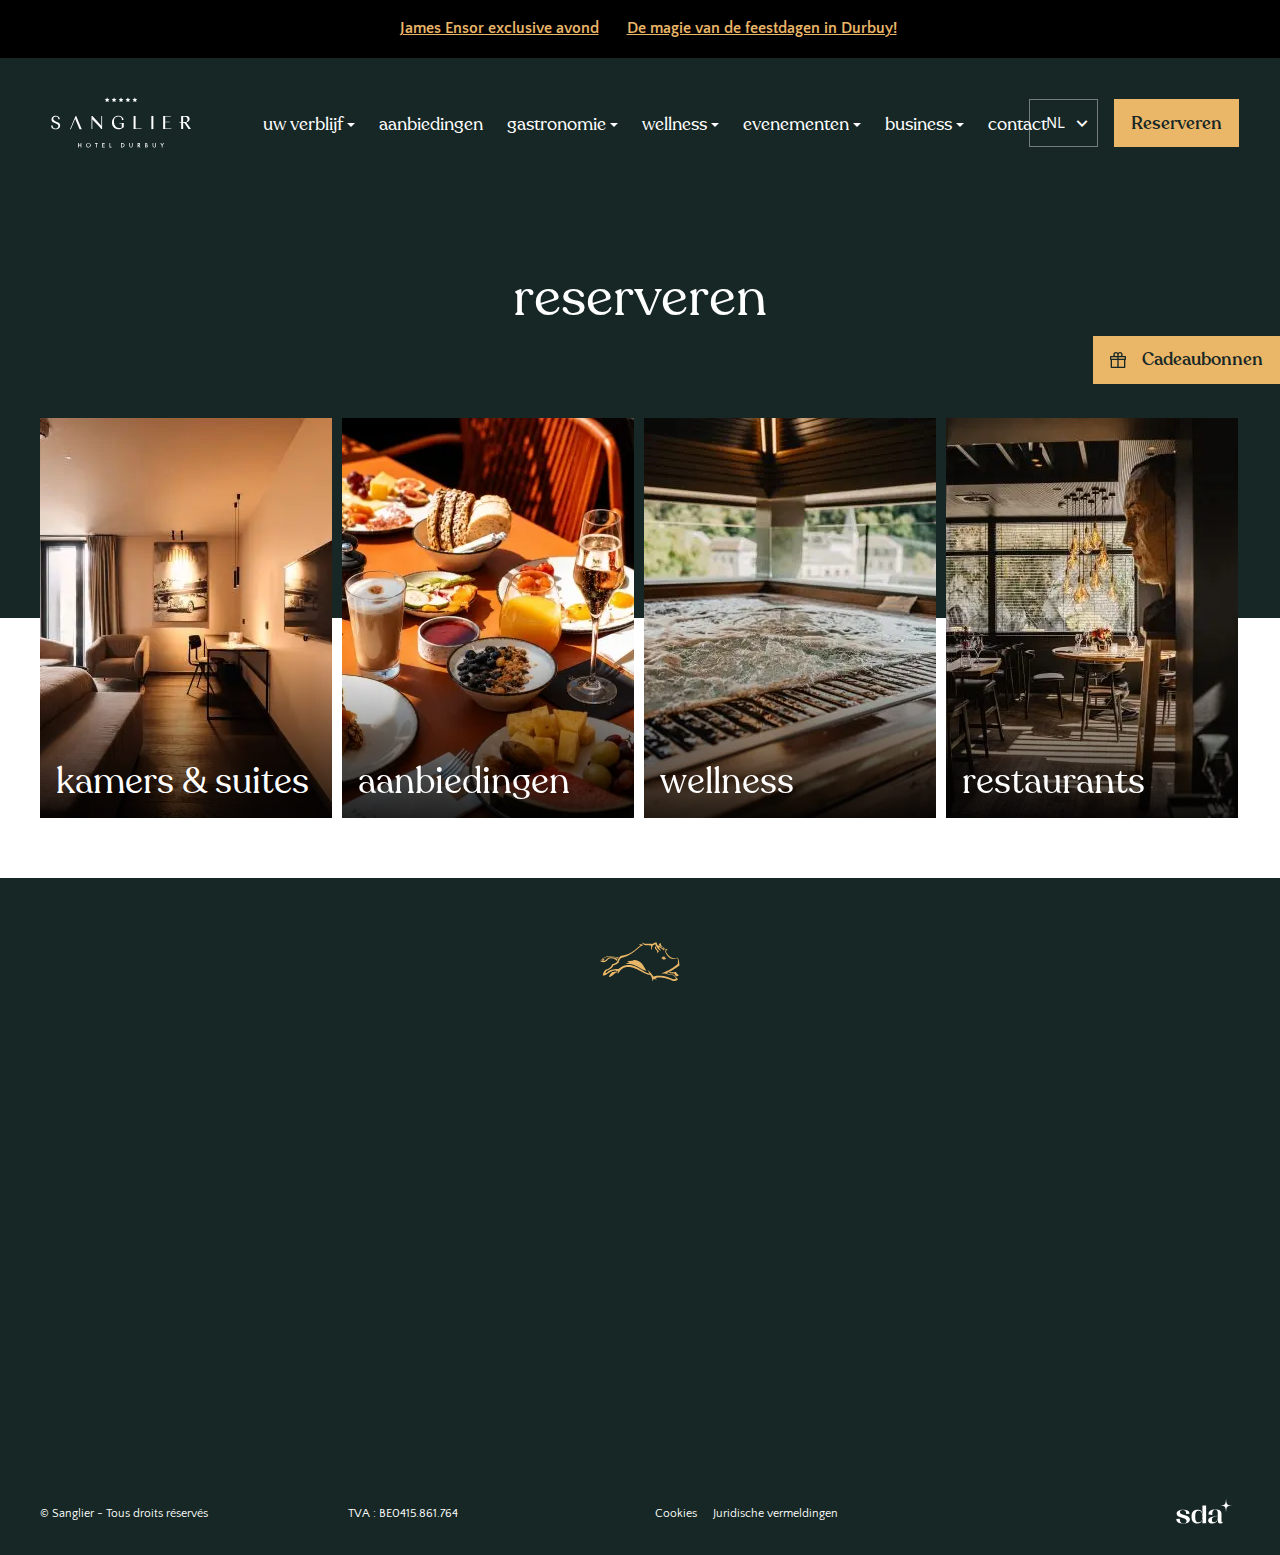 James Ensor exclusive avond De magie van de feestdagen in Durbuy!
SANGLIER
HOTEL DURBUY
uw verblijf aanbiedingen gastronomie wellness evenementen business contact NL Reserveren
reserveren
Cadeaubonnen
kamers & suites aanbiedingen wellness restaurants
© Sanglier - Tous droits réservés TVA : BE0415.861.764 Cookies Juridische vermeldingen sda